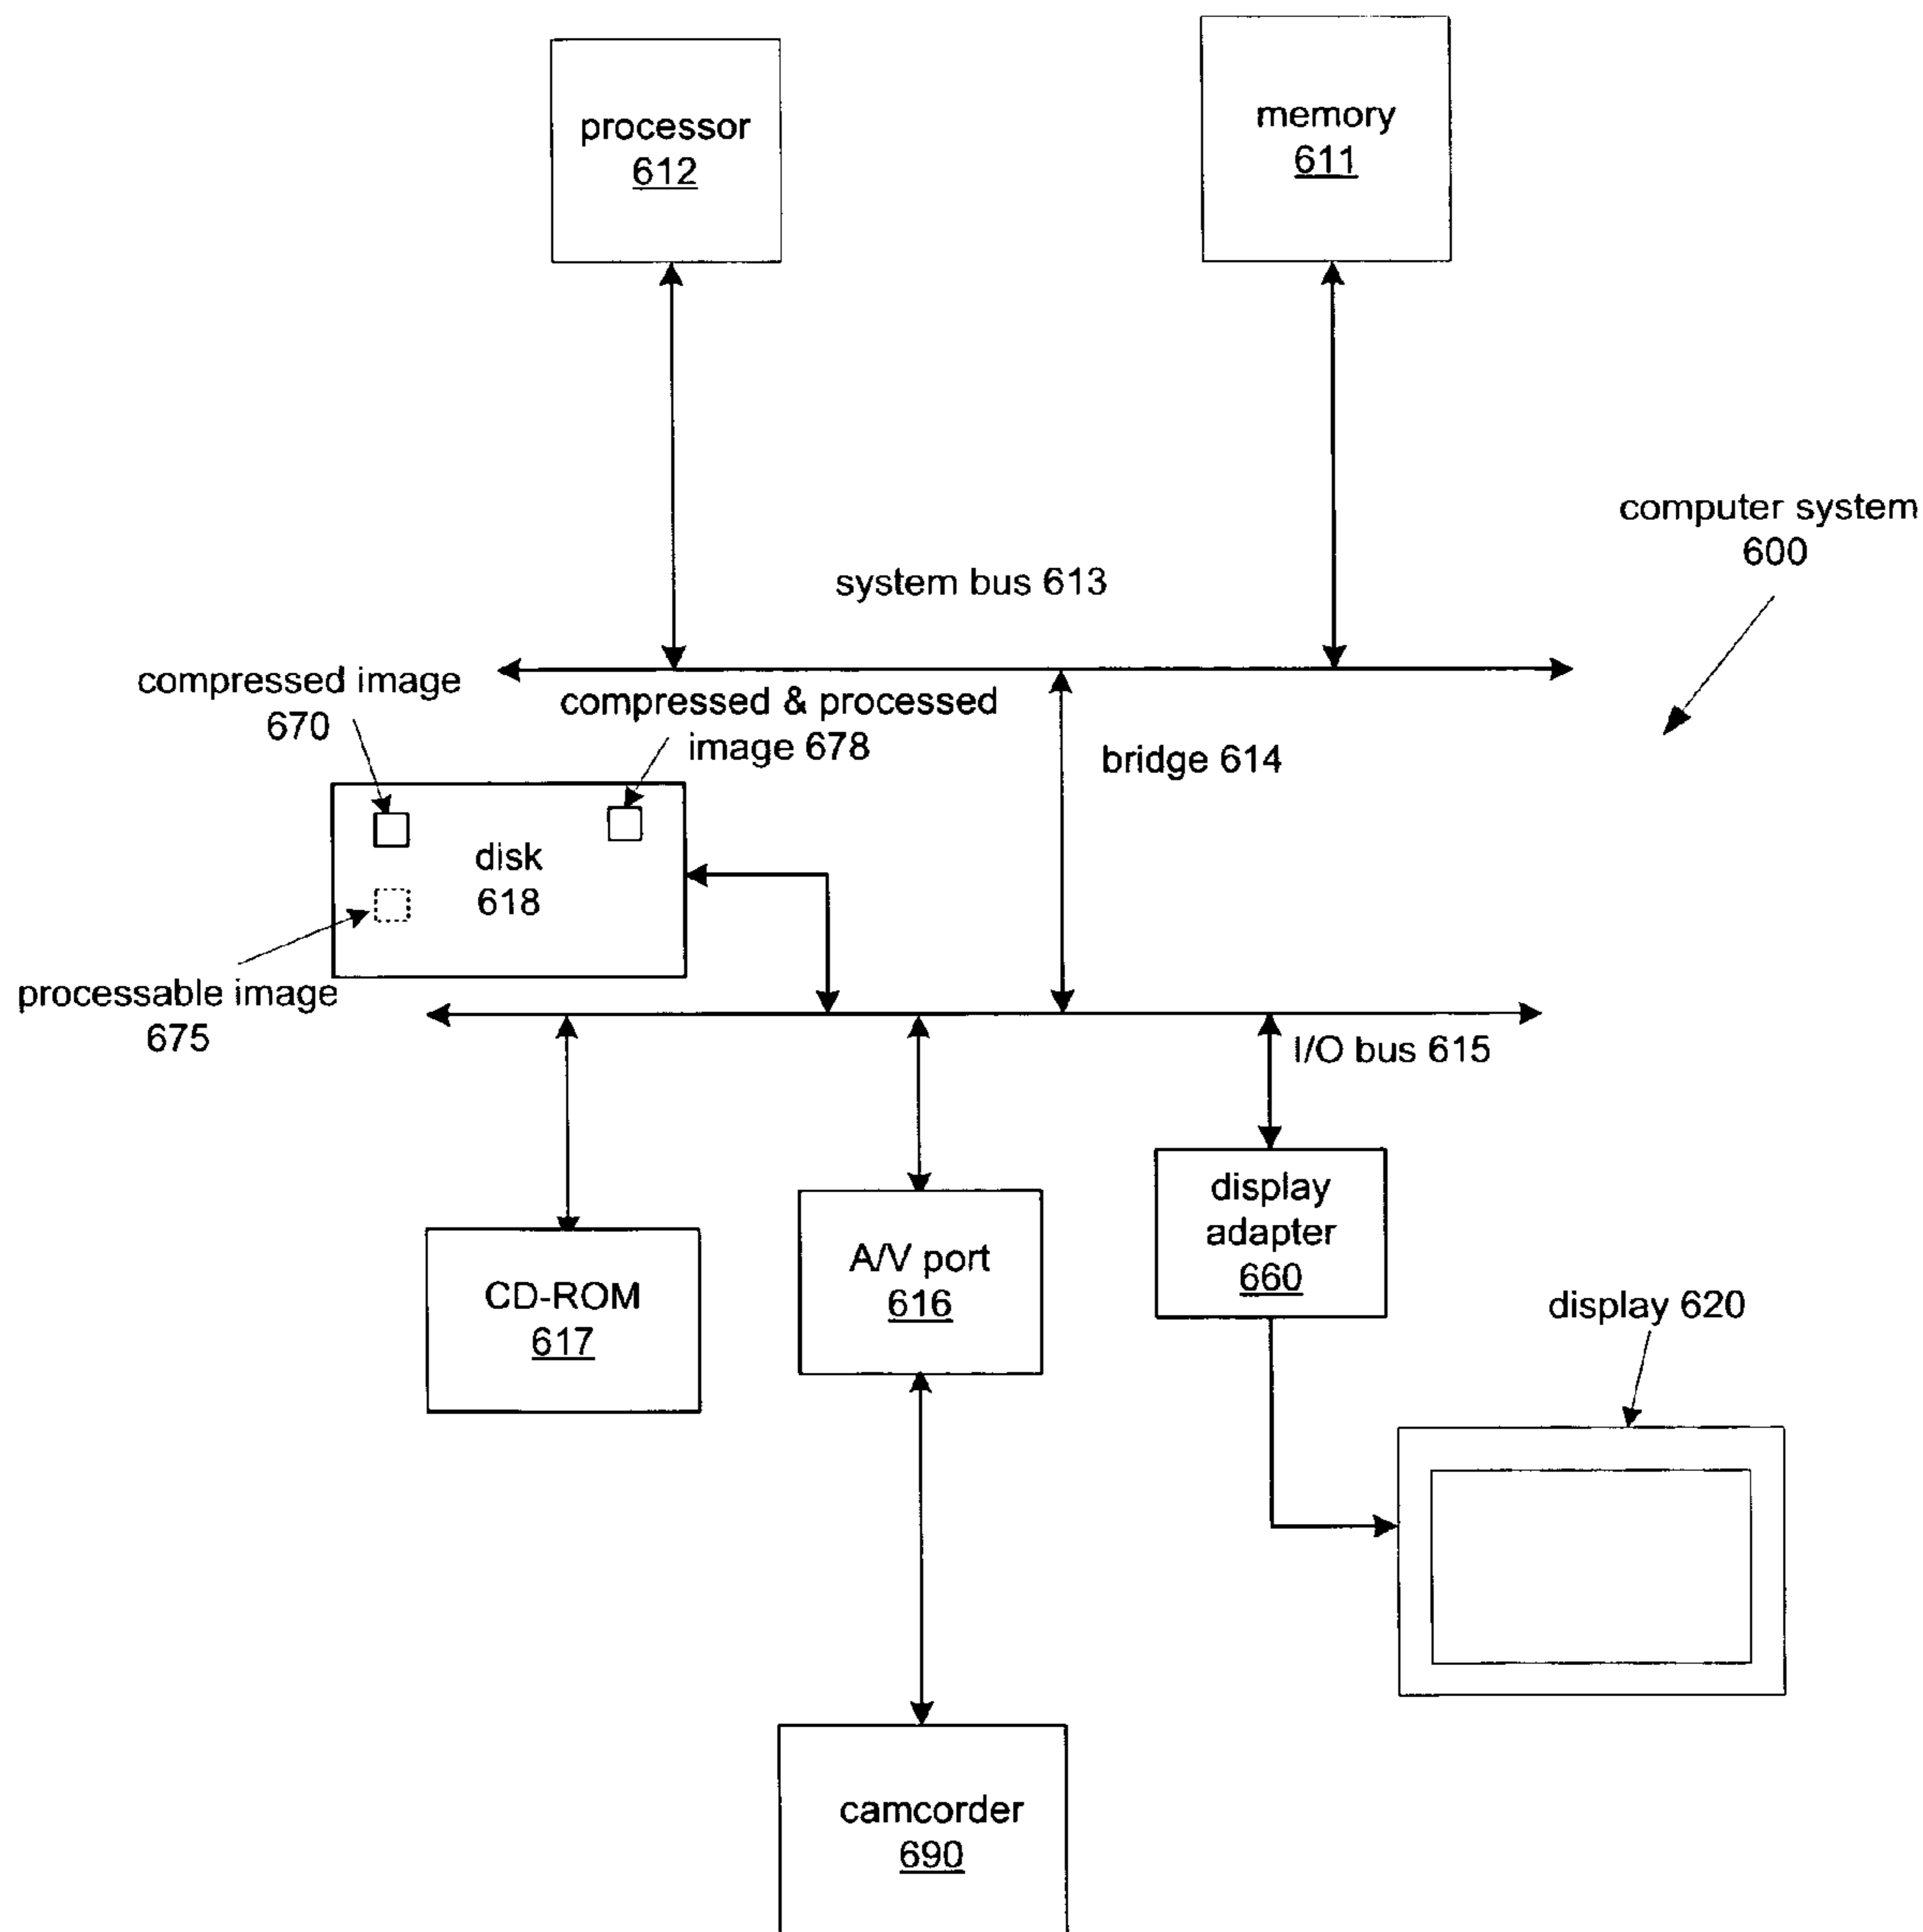 processor
612
memory
611
computer system
600
system bus 613
compressed image
670
compressed & processed
image 678
bridge 614
disk
618
processable image
675
I/O bus 615
display
adapter
660
A/V port
616
CD-ROM
617
display 620
camcorder
690